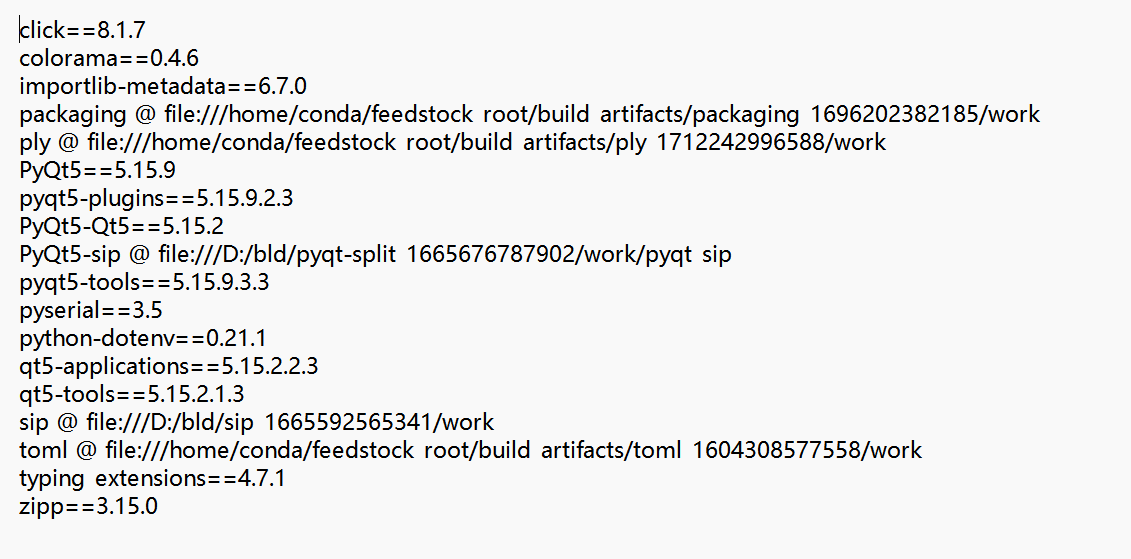 click==8.1.7
colorama==0.4.6
importlib-metadata==6.7.0
packaging @ file:///home/conda/feedstock root/build artifacts/packaging 1696202382185/work
ply @ file:///home/conda/feedstock root/build artifacts/ply 1712242996588/work
PyQt5==5.15.9
pyqt5-plugins==5.15.9.2.3
PyQt5-Qt5==5.15.2
PyQt5-sip @ file:///D:/bld/pyqt-split 1665676787902/work/pyqt sip
pyqt5-tools==5.15.9.3.3
pyserial==3.5
python-dotenv==0.21.1
qt5-applications==5.15.2.2.3
qt5-tools==5.15.2.1.3
sip @ file:///D:/bld/sip 1665592565341/work
toml @ file:///home/conda/feedstock root/build artifacts/toml 1604308577558/work
typing extensions==4.7.1
zipp==3.15.0